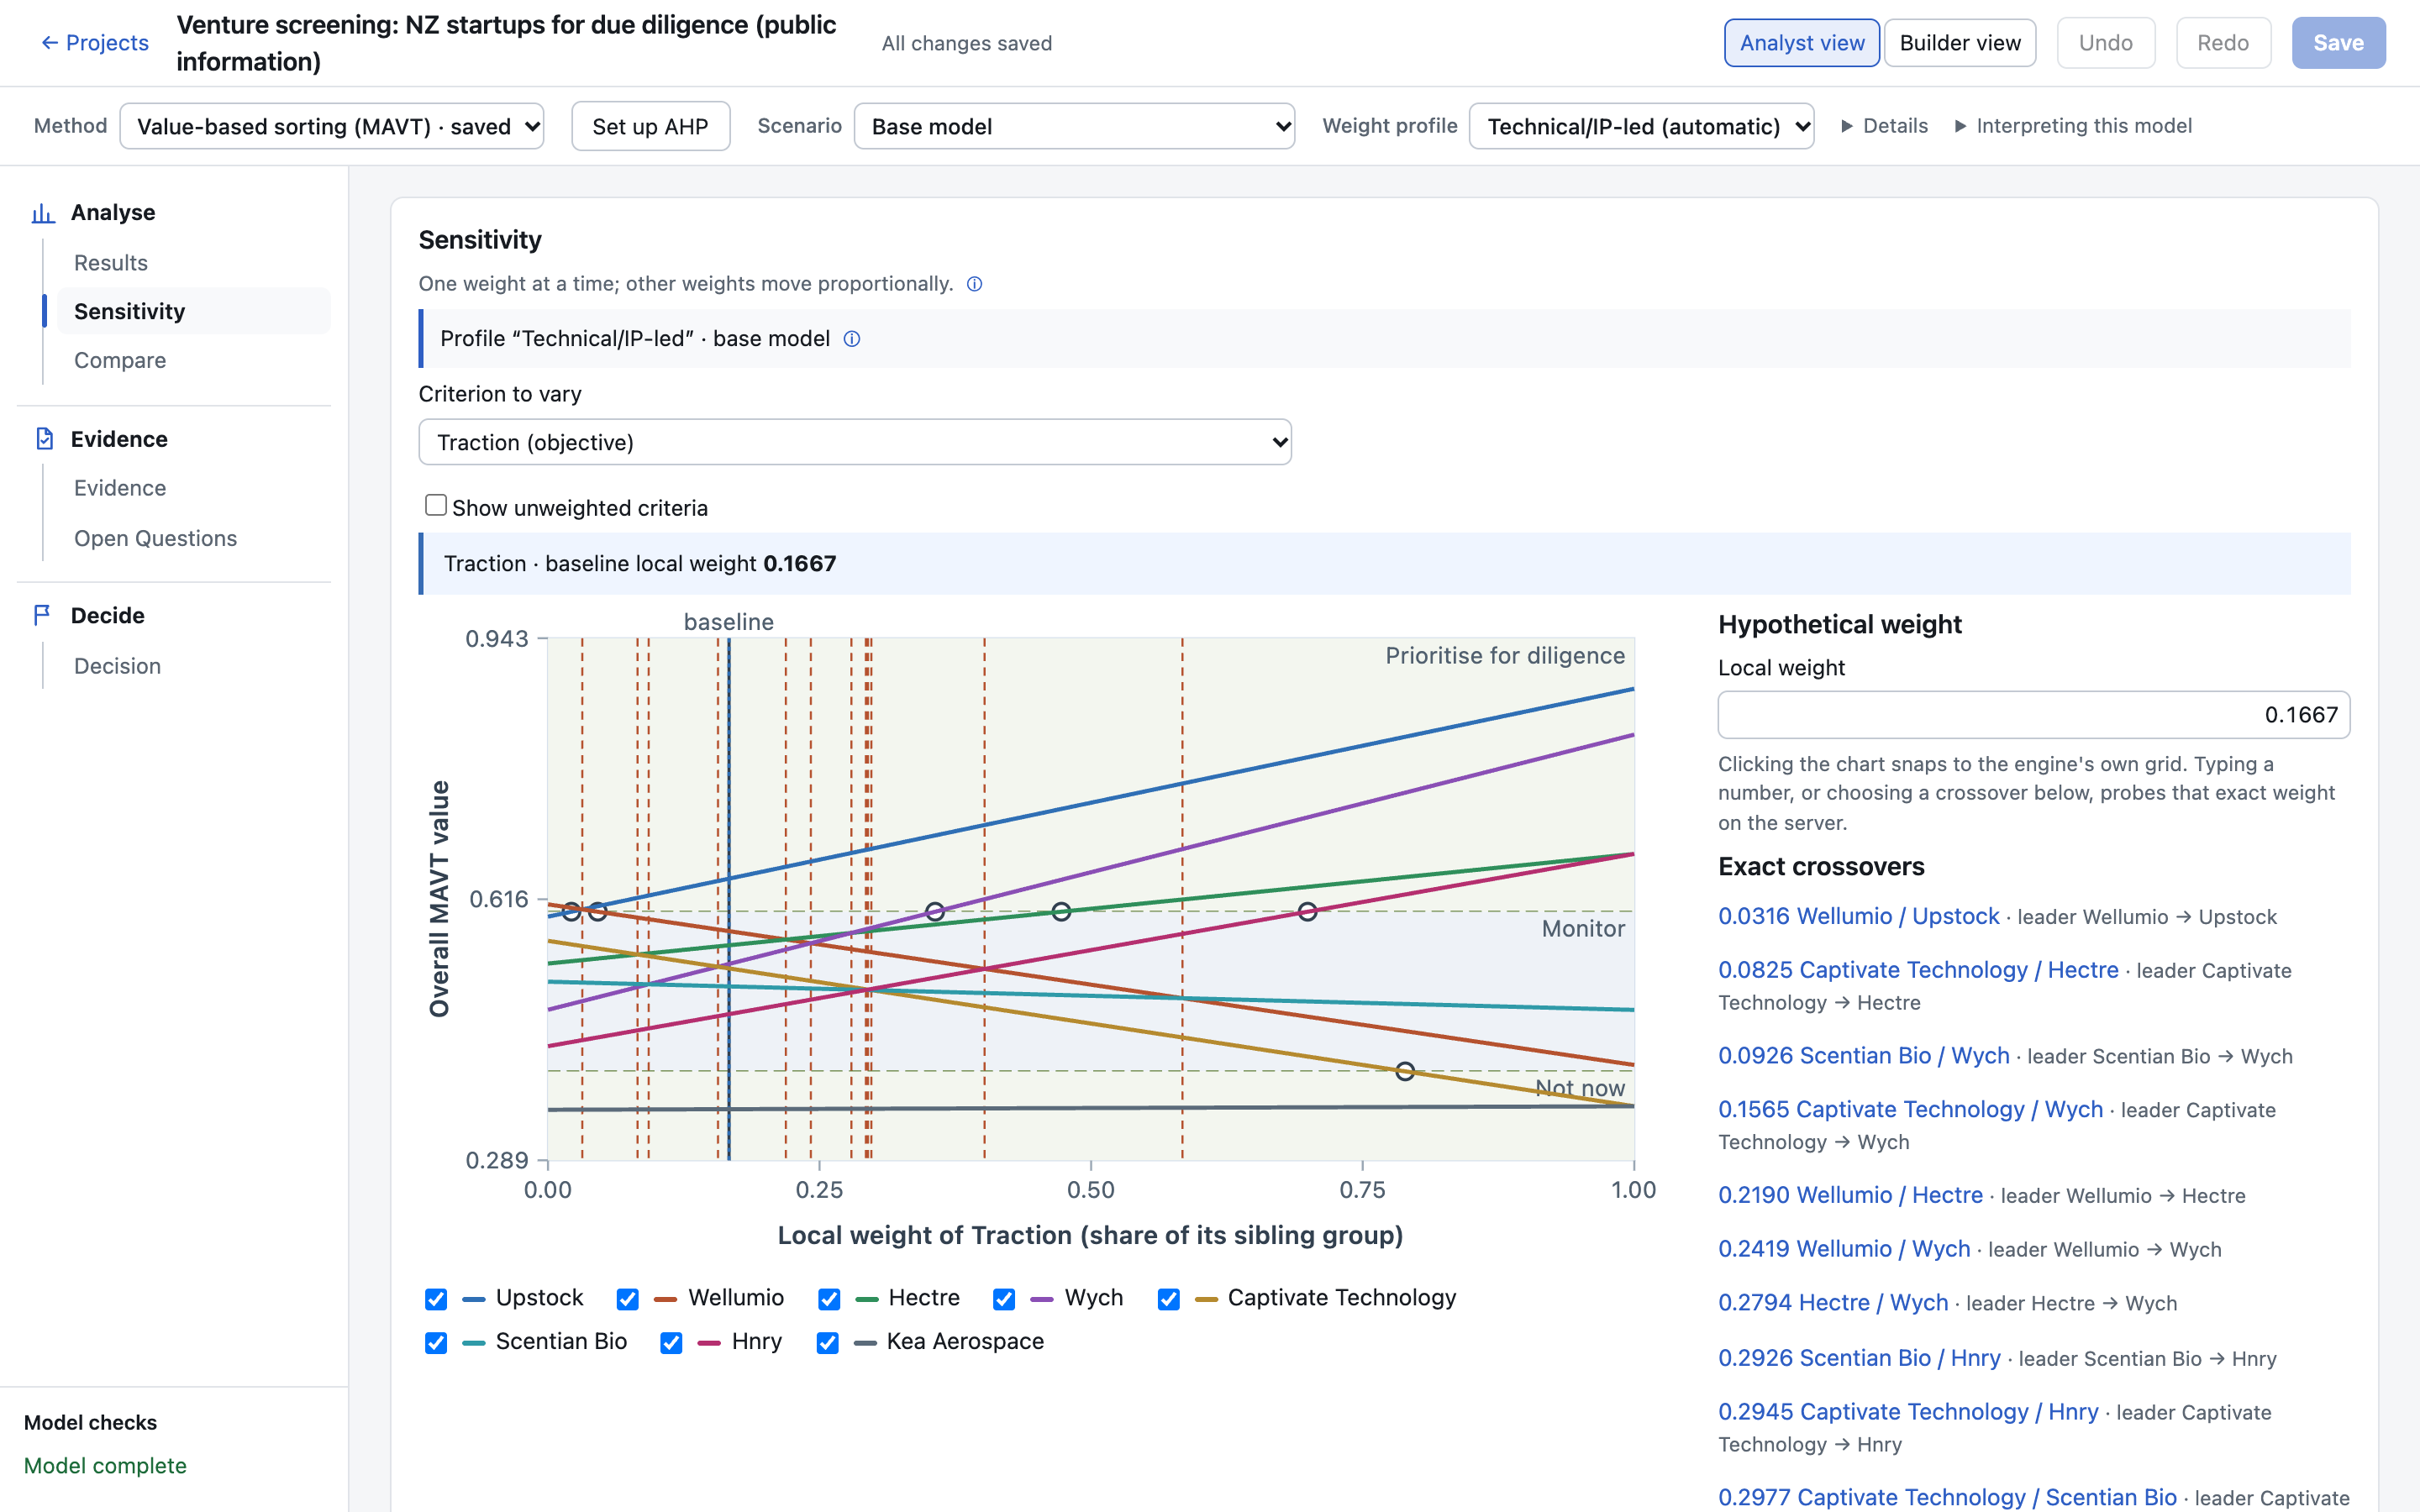 ← Projects
Venture screening: NZ startups for due diligence (public
information)
All changes saved
Analyst view
Builder view
Undo
Redo
Save
Method
Value-based sorting (MAVT) · saved
Set up AHP
Scenario
Base model
Weight profile
Technical/IP-led (automatic)
Details
Interpreting this model
Analyse
Results
Sensitivity
Compare
Evidence
Evidence
Open Questions
Decide
Decision
Model checks
Model complete
Sensitivity
One weight at a time; other weights move proportionally.
Profile “Technical/IP-led” · base model
Criterion to vary
Traction (objective)
Show unweighted criteria
Traction · baseline local weight 0.1667
baseline
0.943
0.616
0.289
Overall MAVT value
Prioritise for diligence
Monitor
Not now
0.00
0.25
0.50
0.75
1.00
Local weight of Traction (share of its sibling group)
Upstock
Wellumio
Hectre
Wych
Captivate Technology
Scentian Bio
Hnry
Kea Aerospace
Hypothetical weight
Local weight
0.1667
Clicking the chart snaps to the engine's own grid. Typing a
number, or choosing a crossover below, probes that exact weight
on the server.
Exact crossovers
0.0316 Wellumio / Upstock · leader Wellumio → Upstock
0.0825 Captivate Technology / Hectre · leader Captivate
Technology → Hectre
0.0926 Scentian Bio / Wych · leader Scentian Bio → Wych
0.1565 Captivate Technology / Wych · leader Captivate
Technology → Wych
0.2190 Wellumio / Hectre · leader Wellumio → Hectre
0.2419 Wellumio / Wych · leader Wellumio → Wych
0.2794 Hectre / Wych · leader Hectre → Wych
0.2926 Scentian Bio / Hnry · leader Scentian Bio → Hnry
0.2945 Captivate Technology / Hnry · leader Captivate
Technology → Hnry
0.2977 Captivate Technology / Scentian Bio · leader Captivate